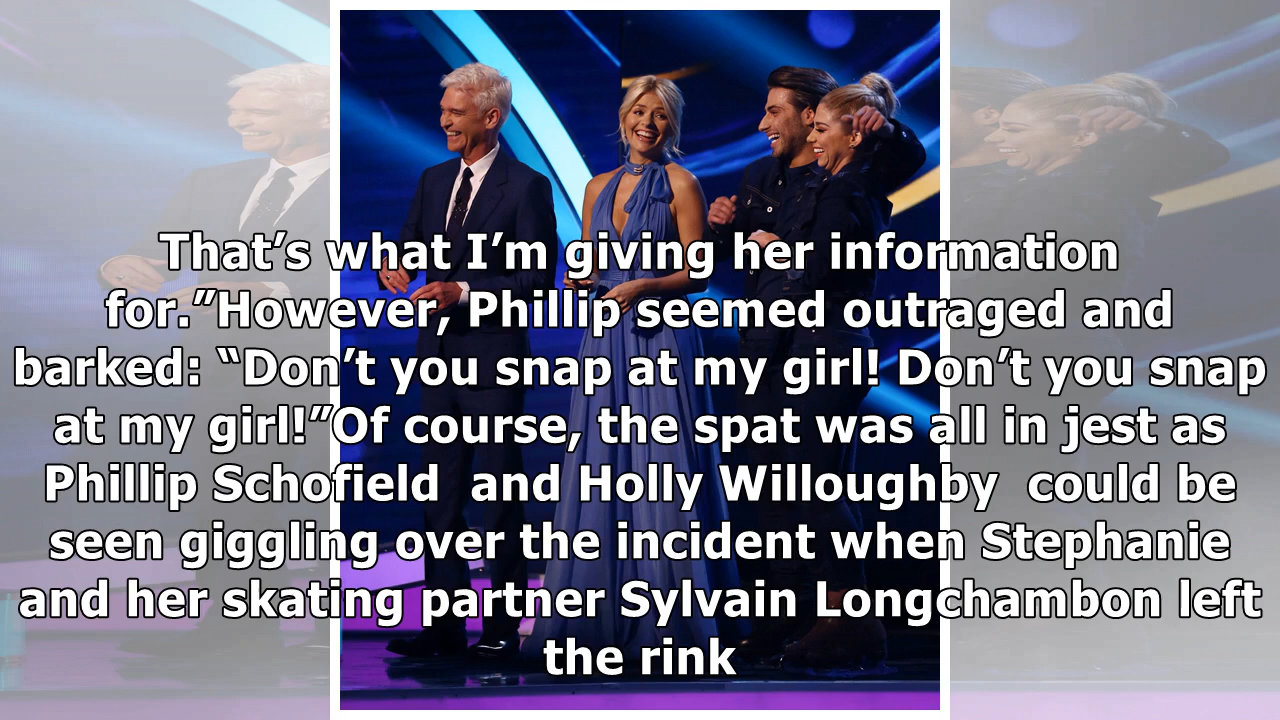 That’s what I’m giving her information
for.”However, Phillip seemed outraged and
barked: “Don’t you snap at my girl! Don’t you snap
at my girl!”Of course, the spat was all in jest as
Phillip Schofield  and Holly Willoughby  could be
seen giggling over the incident when Stephanie
and her skating partner Sylvain Longchambon left
the rink